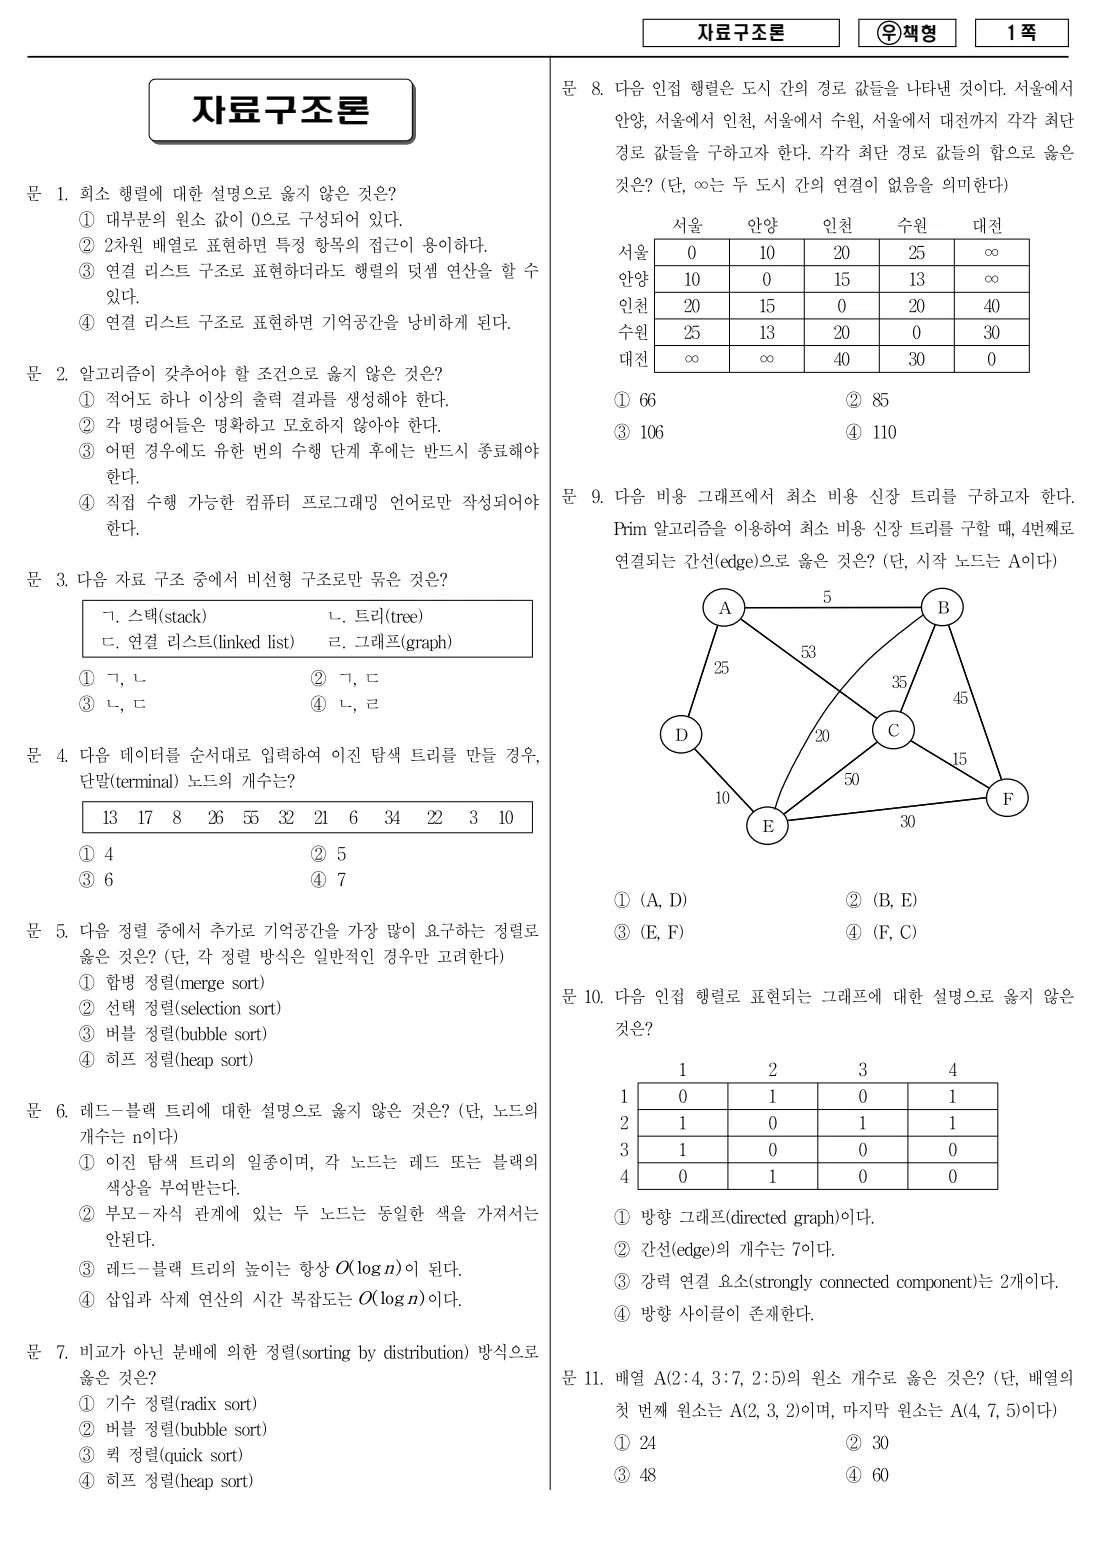 자료구조론
우책형
1쪽
자료구조론
문 1. 희소 행렬에 대한 설명으로 옳지 않은 것은?
① 대부분의 원소 값이 0으로 구성되어 있다.
② 2차원 배열로 표현하면 특정 항목의 접근이 용이하다.
③ 연결 리스트 구조로 표현하더라도 행렬의 덧셈 연산을 할 수
있다.
④ 연결 리스트 구조로 표현하면 기억공간을 낭비하게 된다.
문 2. 알고리즘이 갖추어야 할 조건으로 옳지 않은 것은?
① 적어도 하나 이상의 출력 결과를 생성해야 한다.
② 각 명령어들은 명확하고 모호하지 않아야 한다.
③ 어떤 경우에도 유한 번의 수행 단계 후에는 반드시 종료해야
한다.
④ 직접 수행 가능한 컴퓨터 프로그래밍 언어로만 작성되어야
한다.
문 3. 다음 자료 구조 중에서 비선형 구조로만 묶은 것은?
ㄱ. 스택(stack) ㄴ. 트리(tree)
ㄷ. 연결 리스트(linked list) ㄹ. 그래프(graph)
① ㄱ, ㄴ ② ㄱ, ㄷ
③ ㄴ, ㄷ ④ ㄴ, ㄹ
문 4. 다음 데이터를 순서대로 입력하여 이진 탐색 트리를 만들 경우,
단말(terminal) 노드의 개수는?
13 17 8 26 55 32 21 6 34 22 3 10
① 4 ② 5
③ 6 ④ 7
문 5. 다음 정렬 중에서 추가로 기억공간을 가장 많이 요구하는 정렬로
옳은 것은? (단, 각 정렬 방식은 일반적인 경우만 고려한다)
① 합병 정렬(merge sort)
② 선택 정렬(selection sort)
③ 버블 정렬(bubble sort)
④ 히프 정렬(heap sort)
문 6. 레드-블랙 트리에 대한 설명으로 옳지 않은 것은? (단, 노드의
개수는 n이다)
① 이진 탐색 트리의 일종이며, 각 노드는 레드 또는 블랙의
색상을 부여받는다.
② 부모-자식 관계에 있는 두 노드는 동일한 색을 가져서는
안된다.
③ 레드-블랙 트리의 높이는 항상 O(log n)이 된다.
④ 삽입과 삭제 연산의 시간 복잡도는 O(log n)이다.
문 7. 비교가 아닌 분배에 의한 정렬(sorting by distribution) 방식으로
옳은 것은?
① 기수 정렬(radix sort)
② 버블 정렬(bubble sort)
③ 퀵 정렬(quick sort)
④ 히프 정렬(heap sort)
문 8. 다음 인접 행렬은 도시 간의 경로 값들을 나타낸 것이다. 서울에서
안양, 서울에서 인천, 서울에서 수원, 서울에서 대전까지 각각 최단
경로 값들을 구하고자 한다. 각각 최단 경로 값들의 합으로 옳은
것은? (단, ∞는 두 도시 간의 연결이 없음을 의미한다)
서울 안양 인천 수원 대전
서울 0 10 20 25 ∞
안양 10 0 15 13 ∞
인천 20 15 0 20 40
수원 25 13 20 0 30
대전 ∞ ∞ 40 30 0
① 66 ② 85
③ 106 ④ 110
문 9. 다음 비용 그래프에서 최소 비용 신장 트리를 구하고자 한다.
Prim 알고리즘을 이용하여 최소 비용 신장 트리를 구할 때, 4번째로
연결되는 간선(edge)으로 옳은 것은? (단, 시작 노드는 A이다)
A 5 B
53
25 35
45
D C
20
15
50
10 F
E 30
① (A, D) ② (B, E)
③ (E, F) ④ (F, C)
문 10. 다음 인접 행렬로 표현되는 그래프에 대한 설명으로 옳지 않은
것은?
1 2 3 4
1 0 1 0 1
2 1 0 1 1
3 1 0 0 0
4 0 1 0 0
① 방향 그래프(directed graph)이다.
② 간선(edge)의 개수는 7이다.
③ 강력 연결 요소(strongly connected component)는 2개이다.
④ 방향 사이클이 존재한다.
문 11. 배열 A(2:4, 3:7, 2:5)의 원소 개수로 옳은 것은? (단, 배열의
첫 번째 원소는 A(2, 3, 2)이며, 마지막 원소는 A(4, 7, 5)이다)
① 24 ② 30
③ 48 ④ 60